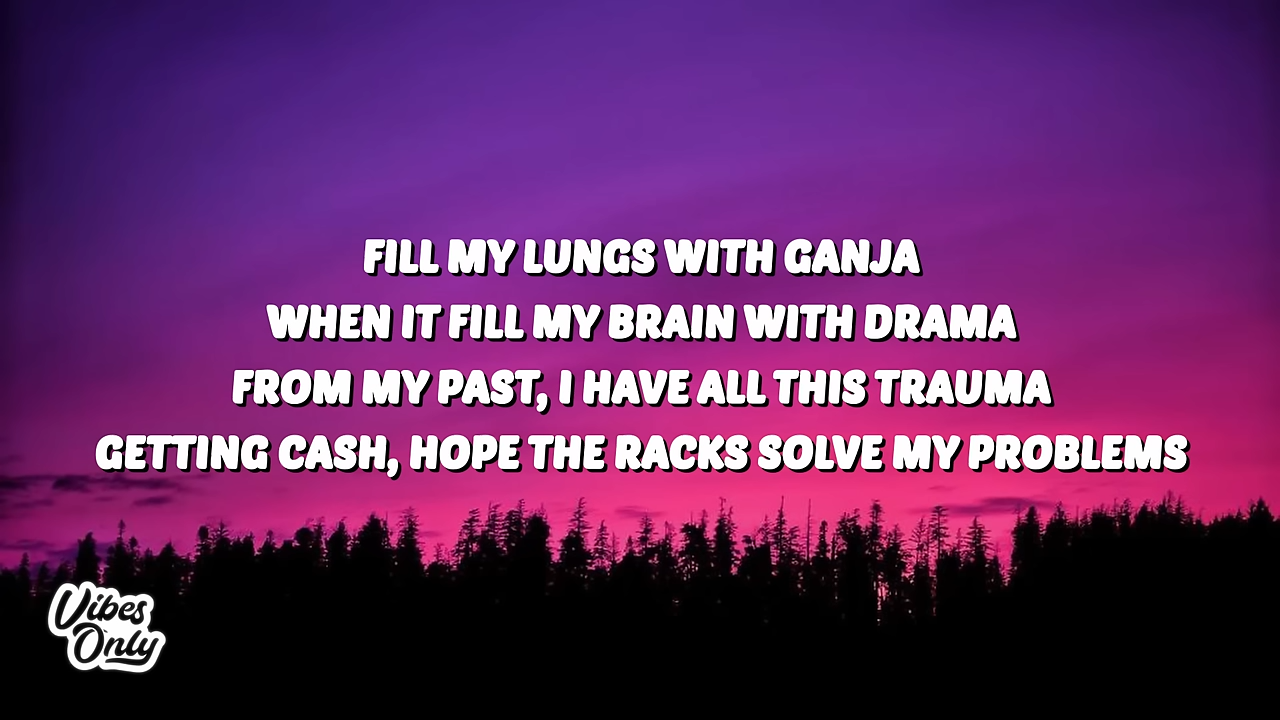 FILL MY LUNGS WITH GANJA
WHEN IT FILL MY BRAIN WITH DRAMA
FROM MY PAST, I HAVE ALL THIS TRAUMA
GETTING CASH, HOPE THE RACKS SOLVE MY PROBLEMS
Vibes
Only